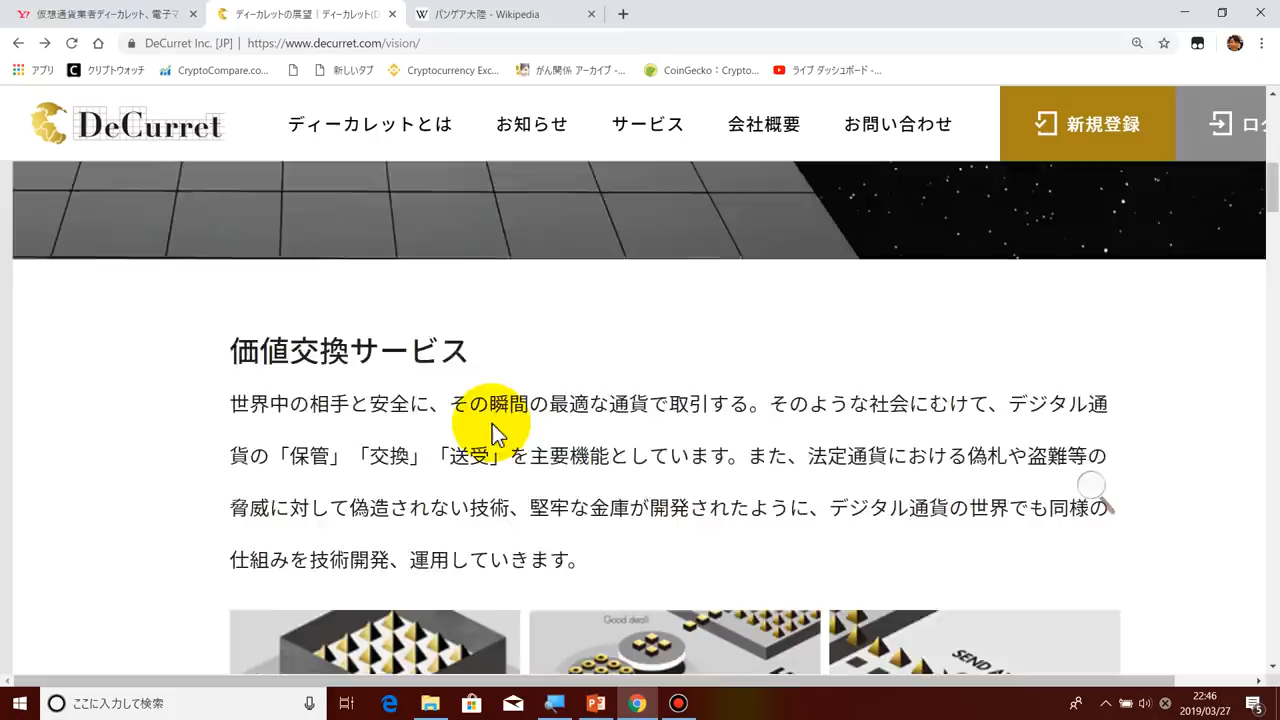 仮想通貨業者ディーカレット、電子マ
ディーカレットの展望｜ディーカレット(D
バンゲア大陸 - Wikipedia
DeCurret Inc. [JP] | https://www.decurret.com/vision/
アプリ
クリプトウォッチ
CryptoCompare.co...
新しいタブ
Cryptocurrency Exc...
がん関係 アーカイブ -...
CoinGecko：Crypto...
ライブ ダッシュボード -...
DeCurret
ディーカレットとは
お知らせ
サービス
会社概要
お問い合わせ
新規登録
ロ
価値交換サービス
世界中の相手と安全に、その瞬間の最適な通貨で取引する。そのような社会にむけて、デジタル通
貨の「保管」「交換」「送受」を主要機能としています。また、法定通貨における偽札や盗難等の
脅威に対して偽造されない技術、堅牢な金庫が開発されたように、デジタル通貨の世界でも同様の
仕組みを技術開発、運用していきます。
Good deal!
SEND A
ここに入力して検索
22:46
2019/03/27
5